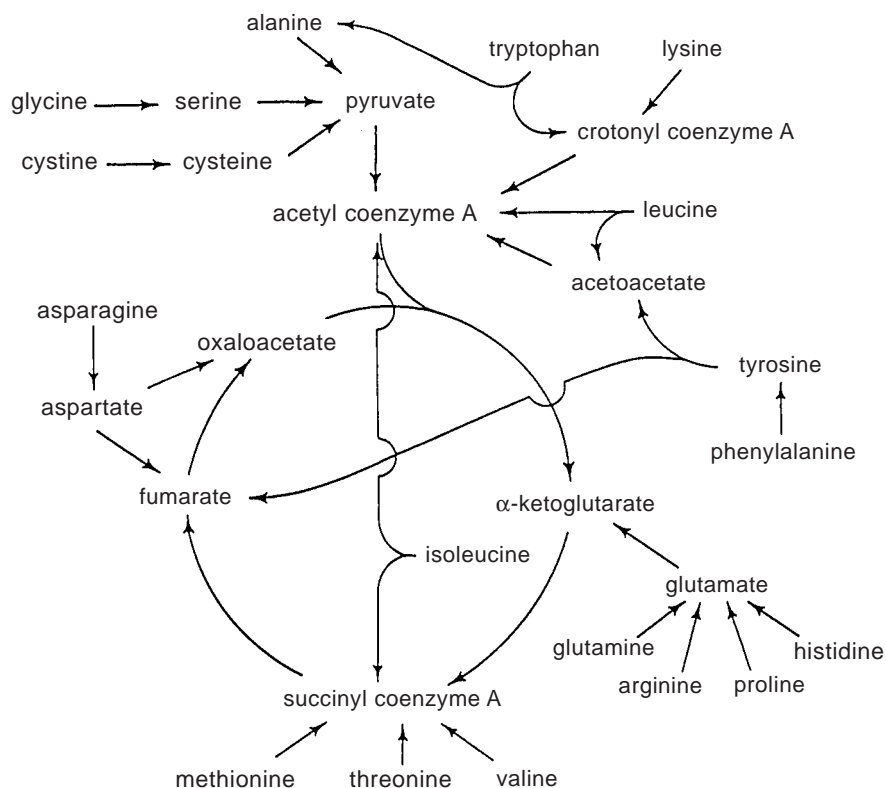 alanine
tryptophan
lysine
glycine
serine
pyruvate
crotonyl coenzyme A
cystine
cysteine
acetyl coenzyme A
leucine
acetoacetate
asparagine
oxaloacetate
tyrosine
aspartate
phenylalanine
fumarate
α-ketoglutarate
isoleucine
glutamate
glutamine
histidine
arginine
proline
succinyl coenzyme A
methionine
threonine
valine